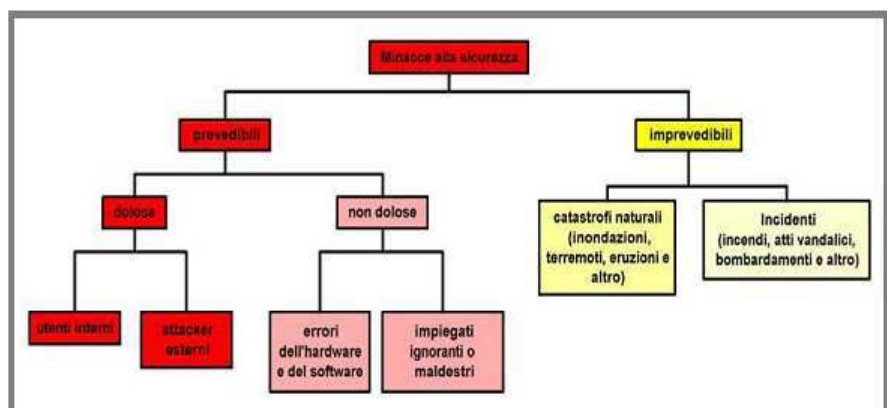 Minacce alla sicurezza
prevedibili
imprevedibili
dolose
non dolose
catastrofi naturali
(inondazioni,
terremoti, eruzioni e
altro)
Incidenti
(incendi, atti vandalici,
bombardamenti e altro)
utenti interni
attacker
esterni
errori
dell'hardware
e del software
impiegati
ignoranti o
maldestri